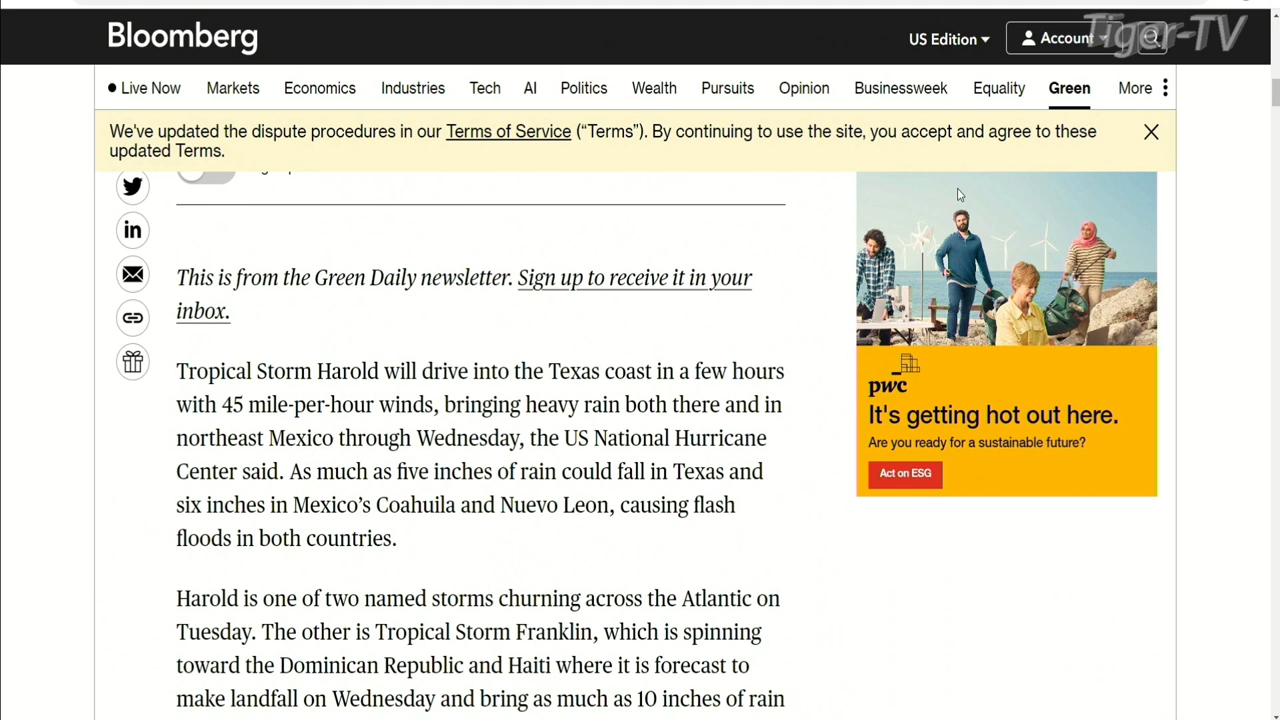 Bloomberg
US Edition
Account
Tiger-TV
Live Now
Markets
Economics
Industries
Tech
AI
Politics
Wealth
Pursuits
Opinion
Businessweek
Equality
Green
More
We've updated the dispute procedures in our Terms of Service (“Terms”). By continuing to use the site, you accept and agree to these
updated Terms.
in
This is from the Green Daily newsletter. Sign up to receive it in your
inbox.
Tropical Storm Harold will drive into the Texas coast in a few hours
with 45 mile-per-hour winds, bringing heavy rain both there and in
northeast Mexico through Wednesday, the US National Hurricane
Center said. As much as five inches of rain could fall in Texas and
six inches in Mexico’s Coahuila and Nuevo Leon, causing flash
floods in both countries.
Harold is one of two named storms churning across the Atlantic on
Tuesday. The other is Tropical Storm Franklin, which is spinning
toward the Dominican Republic and Haiti where it is forecast to
make landfall on Wednesday and bring as much as 10 inches of rain
pwc
It's getting hot out here.
Are you ready for a sustainable future?
Act on ESG